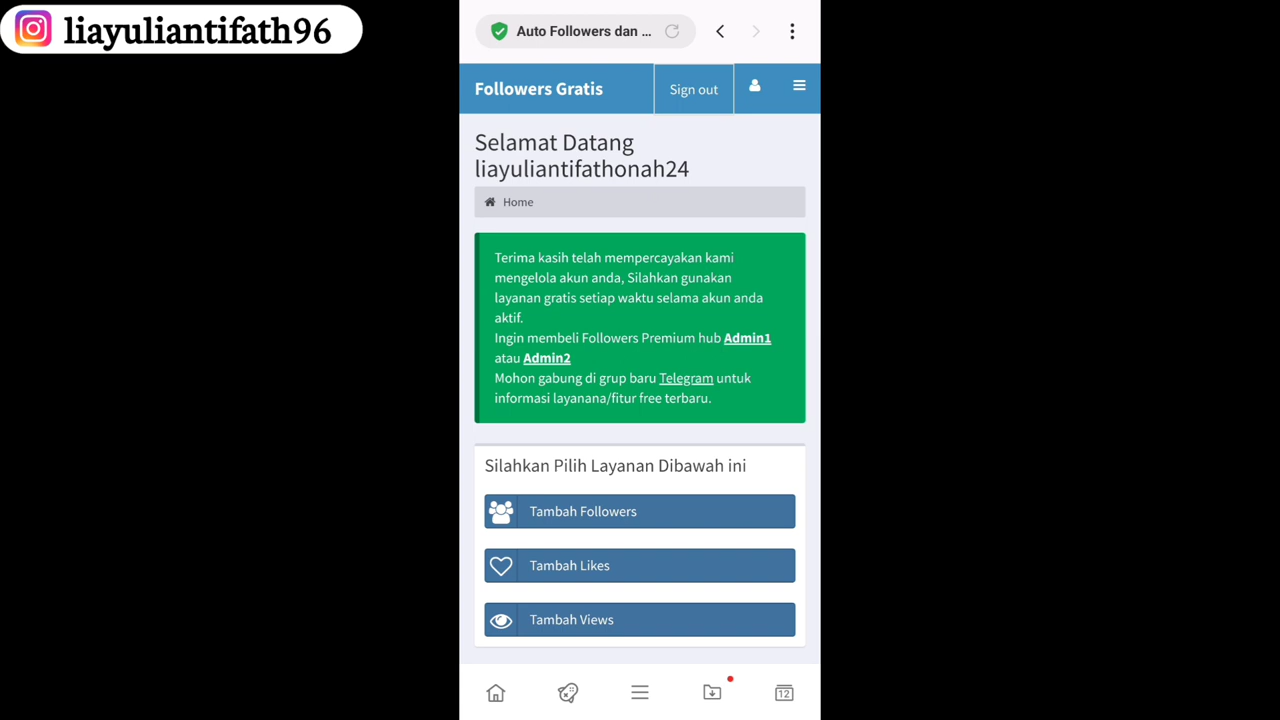 liayuliantifath96
Auto Followers dan ...
Followers Gratis
Sign out
Selamat Datang
liayuliantifathonah24
Home
Terima kasih telah mempercayakan kami
mengelola akun anda, Silahkan gunakan
layanan gratis setiap waktu selama akun anda
aktif.
Ingin membeli Followers Premium hub Admin1
atau Admin2
Mohon gabung di grup baru Telegram untuk
informasi layanana/fitur free terbaru.
Silahkan Pilih Layanan Dibawah ini
Tambah Followers
Tambah Likes
Tambah Views
12